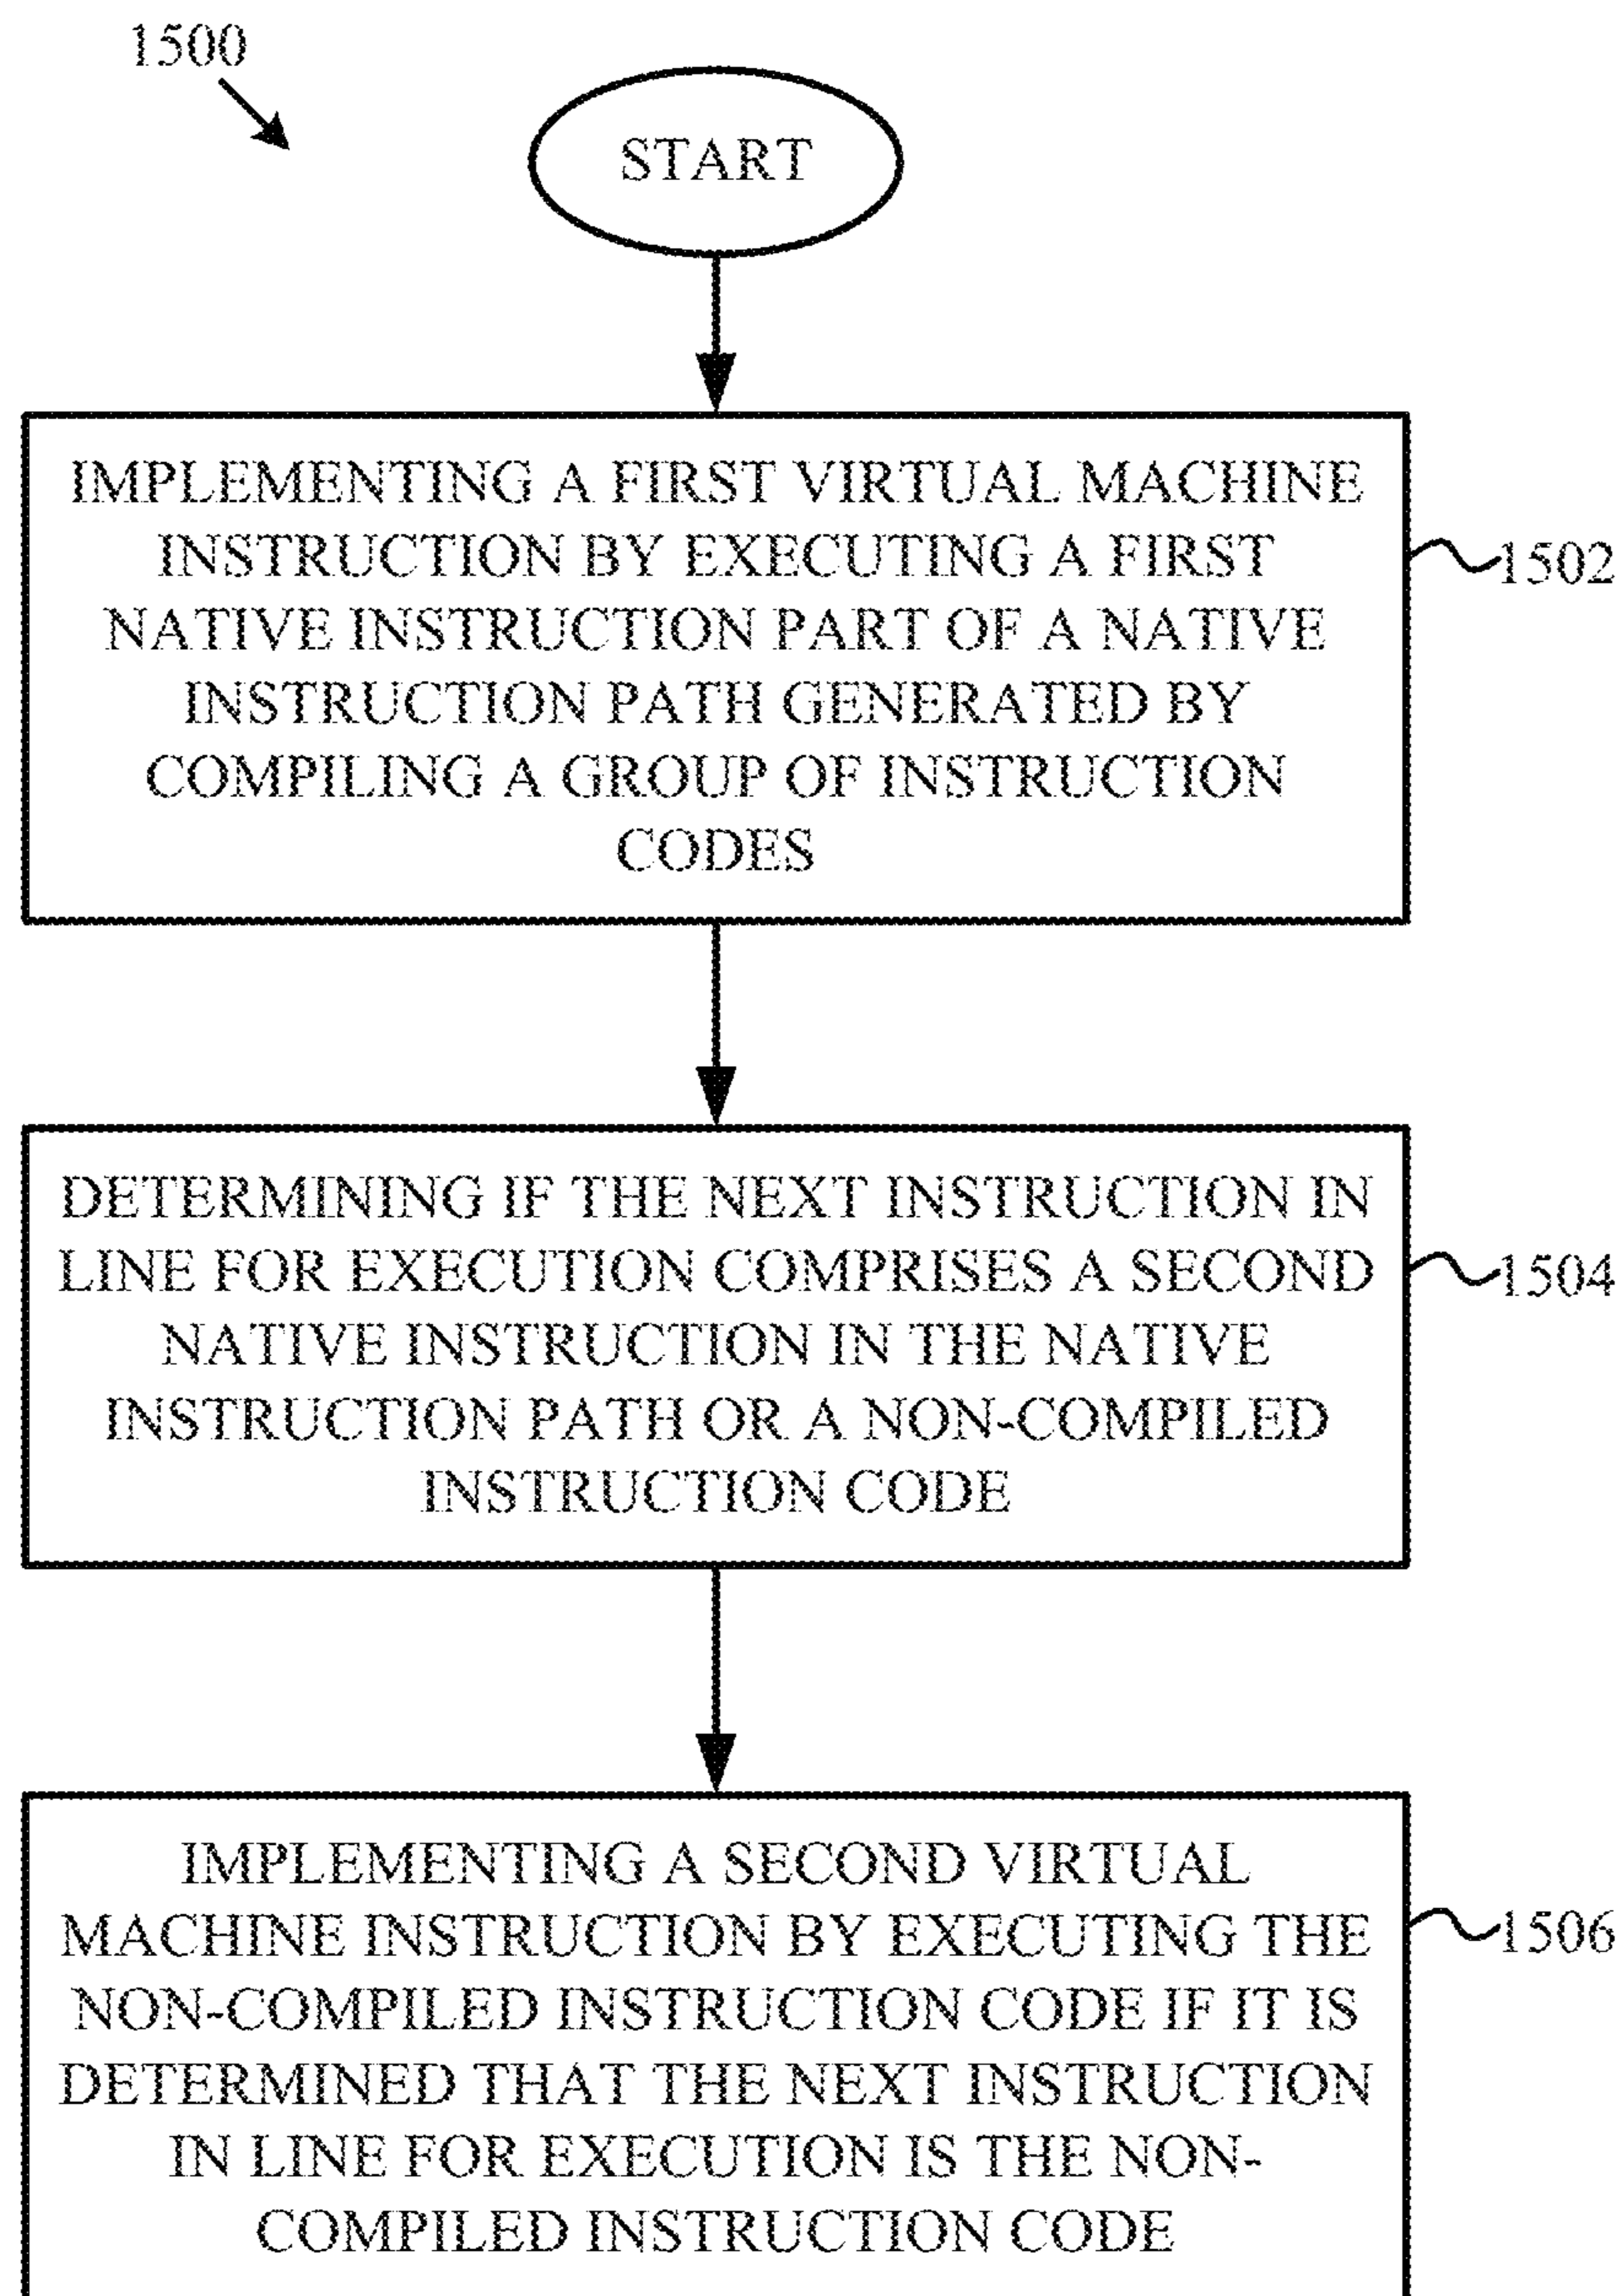 1500
START
IMPLEMENTING A FIRST VIRTUAL MACHINE
INSTRUCTION BY EXECUTING A FIRST
NATIVE INSTRUCTION PART OF A NATIVE
INSTRUCTION PATH GENERATED BY
COMPILING A GROUP OF INSTRUCTION
CODES
1502
DETERMINING IF THE NEXT INSTRUCTION IN
LINE FOR EXECUTION COMPRISES A SECOND
NATIVE INSTRUCTION IN THE NATIVE
INSTRUCTION PATH OR A NON-COMPILED
INSTRUCTION CODE
1504
IMPLEMENTING A SECOND VIRTUAL
MACHINE INSTRUCTION BY EXECUTING THE
NON-COMPILED INSTRUCTION CODE IF IT IS
DETERMINED THAT THE NEXT INSTRUCTION
IN LINE FOR EXECUTION IS THE NON-
COMPILED INSTRUCTION CODE
1506